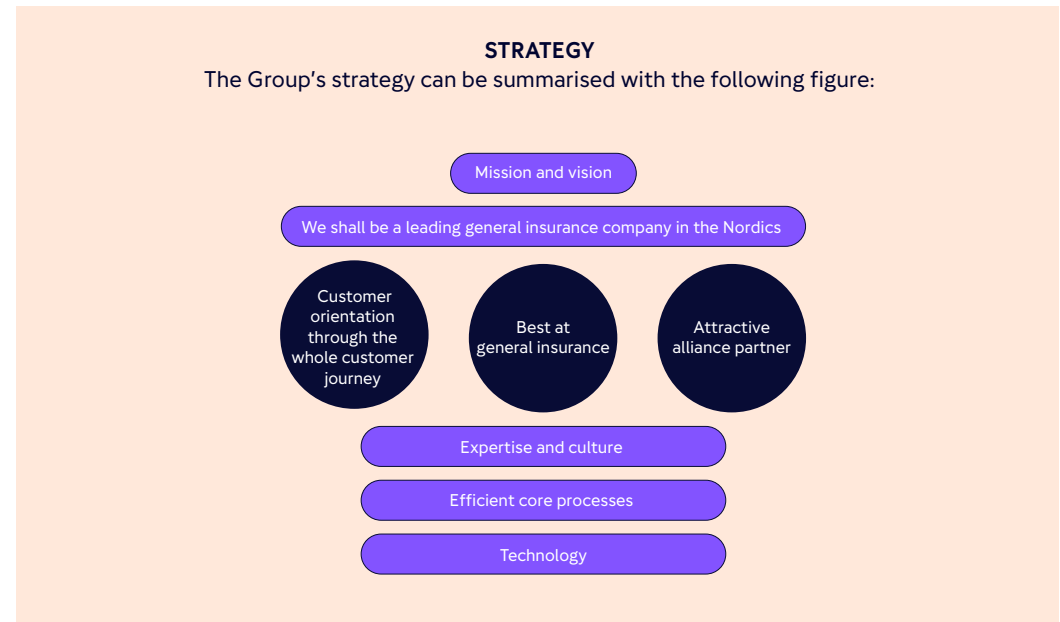 STRATEGY
The Group's strategy can be summarised with the following figure:
Mission and vision
We shall be a leading general insurance company in the Nordics
Customer
orientation
through the
whole customer
journey
Best at
general insurance
Attractive
alliance partner
Expertise and culture
Efficient core processes
Technology